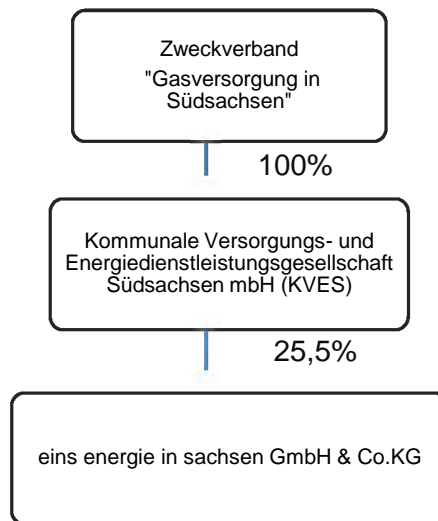 Zweckverband
"Gasversorgung in
Südsachsen"
100%
Kommunale Versorgungs- und
Energiedienstleistungsgesellschaft
Südsachsen mbH (KVES)
25,5%
eins energie in sachsen GmbH & Co.KG